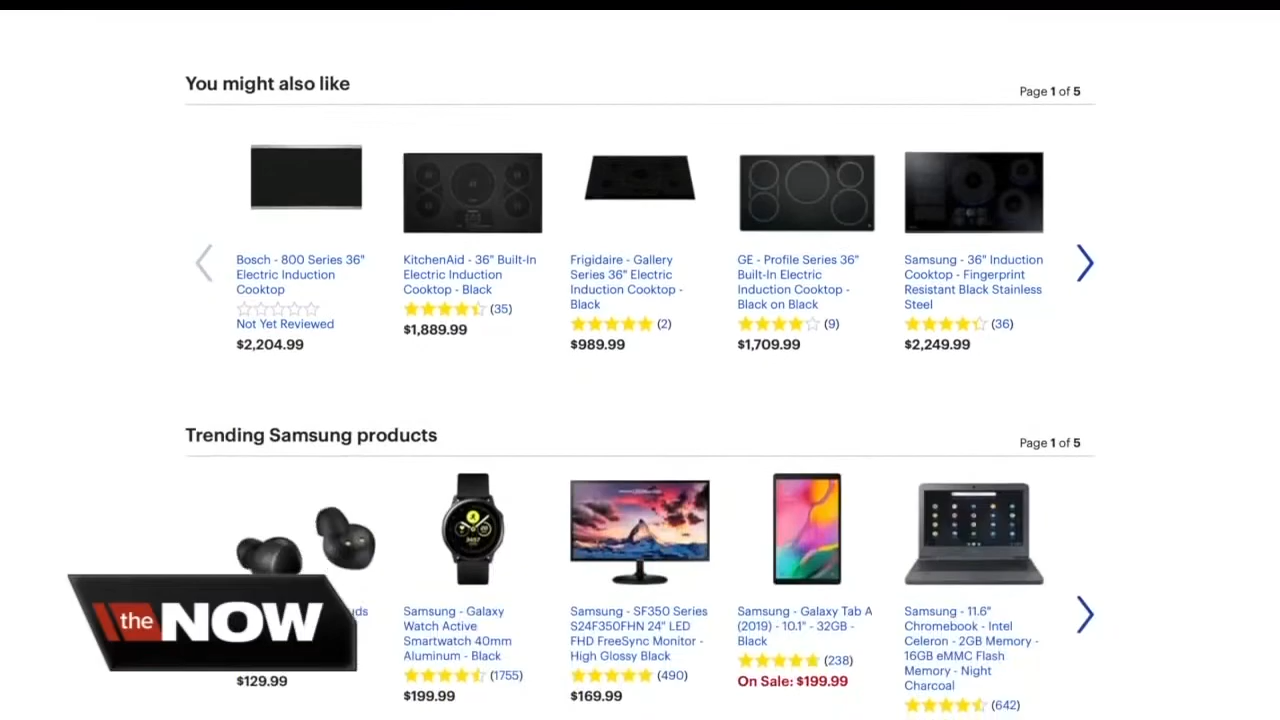 You might also like
Page 1 of 5
Bosch - 800 Series 36"
Electric Induction
Cooktop
Not Yet Reviewed
$2,204.99
KitchenAid - 36" Built-In
Electric Induction
Cooktop - Black
(35)
$1,889.99
Frigidaire - Gallery
Series 36" Electric
Induction Cooktop -
Black
(2)
$989.99
GE - Profile Series 36"
Built-In Electric
Induction Cooktop -
Black on Black
(9)
$1,709.99
Samsung - 36" Induction
Cooktop - Fingerprint
Resistant Black Stainless
Steel
(36)
$2,249.99
Trending Samsung products
Page 1 of 5
the NOW
$129.99
Samsung - Galaxy
Watch Active
Smartwatch 40mm
Aluminum - Black
(1755)
$199.99
Samsung - SF350 Series
S24F350FHN 24" LED
FHD FreeSync Monitor -
High Glossy Black
(490)
$169.99
Samsung - Galaxy Tab A
(2019) - 10.1" - 32GB -
Black
(238)
On Sale: $199.99
Samsung - 11.6"
Chromebook - Intel
Celeron - 2GB Memory -
16GB eMMC Flash
Memory - Night
Charcoal
(642)